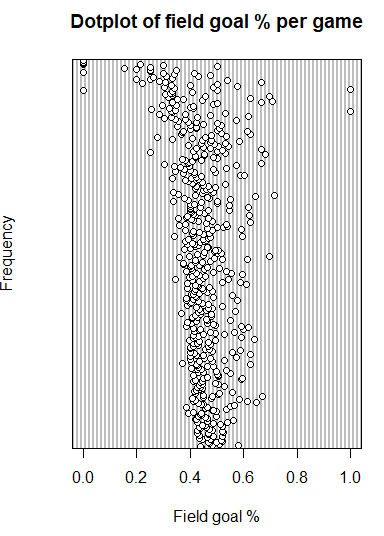 Dotplot of field goal % per game
Frequency
0.0 0.2 0.4 0.6 0.8 1.0
Field goal %